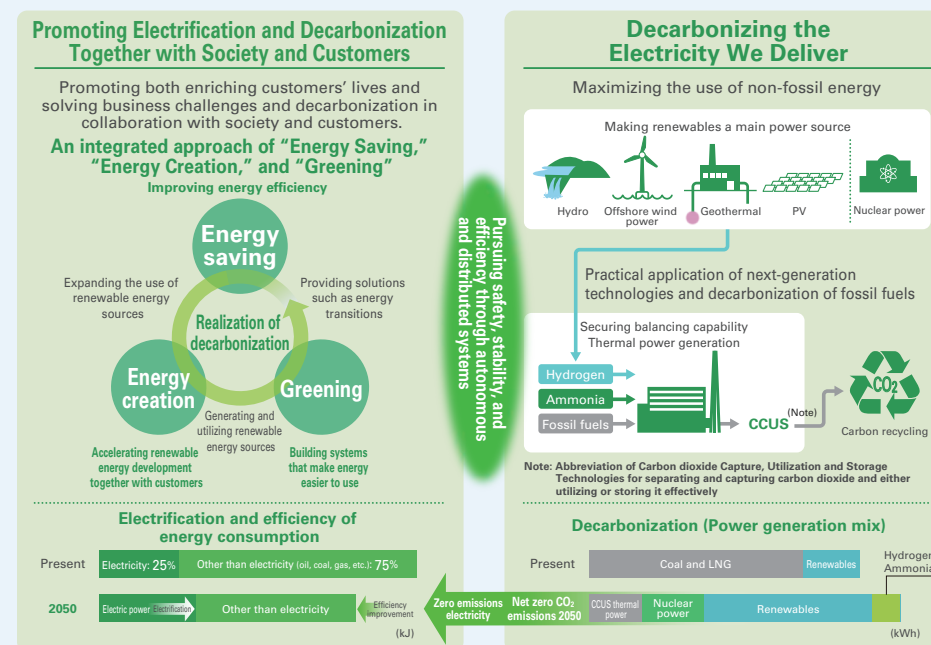 Promoting Electrification and Decarbonization
Together with Society and Customers
Promoting both enriching customers' lives and
solving business challenges and decarbonization in
collaboration with society and customers.
An integrated approach of “Energy Saving,”
“Energy Creation,” and “Greening”
Improving energy efficiency
Energy
saving
Expanding the use of
renewable energy
sources
Providing solutions
such as energy
transitions
Realization of
decarbonization
Energy
creation
Greening
Generating and
utilizing renewable
energy sources
Accelerating renewable
energy development
together with customers
Building systems
that make energy
easier to use
Electrification and efficiency of
energy consumption
Present
Electricity: 25%
Other than electricity (oil, coal, gas, etc.): 75%
2050
Electric power
Electrification
Other than electricity
Efficiency
improvement
(kJ)
Pursuing safety, stability, and
efficiency through autonomous
and distributed systems
Decarbonizing the
Electricity We Deliver
Maximizing the use of non-fossil energy
Making renewables a main power source
Hydro
Offshore wind
power
Geothermal
PV
Nuclear power
Practical application of next-generation
technologies and decarbonization of fossil fuels
Securing balancing capability
Thermal power generation
Hydrogen
Ammonia
Fossil fuels
CCUS
(Note)
CO₂
Carbon recycling
Note: Abbreviation of Carbon dioxide Capture, Utilization and Storage
Technologies for separating and capturing carbon dioxide and either
utilizing or storing it effectively
Decarbonization (Power generation mix)
Present
Coal and LNG
Renewables
Hydrogen
Ammonia
Zero emissions
electricity
Net zero CO₂
emissions 2050
CCUS thermal
power
Nuclear
power
Renewables
(kWh)